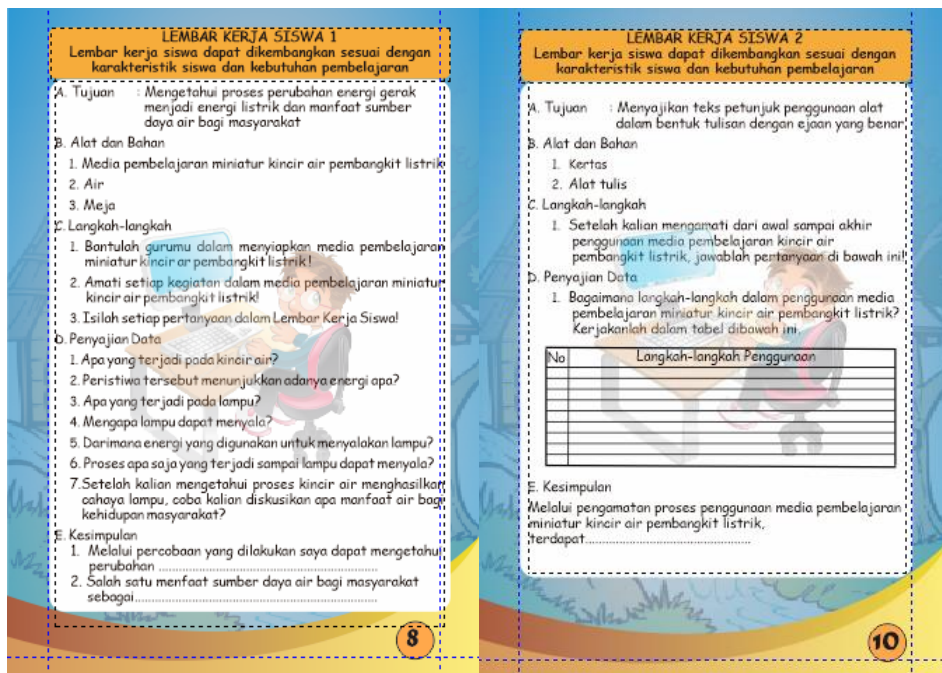 LEMBAR KERJA SISWA 1
Lembar kerja siswa dapat dikembangkan sesuai dengan
karakteristik siswa dan kebutuhan pembelajaran
A. Tujuan : Mengetahui proses perubahan energi gerak
menjadi energi listrik dan manfaat sumber
daya air bagi masyarakat
B. Alat dan Bahan
1. Media pembelajaran miniatur kincir air pembangkit listrik
2. Air
3. Meja
C. Langkah-langkah
1. Bantulah gurumu dalam menyiapkan media pembelajaran
miniatur kincir ar pembangkit listrik!
2. Amati setiap kegiatan dalam media pembelajaran miniatur
kincir air pembangkit listrik!
3. Isilah setiap pertanyaan dalam Lembar Kerja Siswa!
D. Penyajian Data
1. Apa yang terjadi pada kincir air?
2. Peristiwa tersebut menunjukkan adanya energi apa?
3. Apa yang terjadi pada lampu?
4. Mengapa lampu dapat menyala?
5. Darimana energi yang digunakan untuk menyalakan lampu?
6. Proses apa saja yang terjadi sampai lampu dapat menyala?
7. Setelah kalian mengetahui proses kincir air menghasilkan
cahaya lampu, coba kalian diskusikan apa manfaat air bagi
kehidupan masyarakat?
E. Kesimpulan
1. Melalui percobaan yang dilakukan saya dapat mengetahui
perubahan ......................................................
2. Salah satu menfaat sumber daya air bagi masyarakat
sebagai............................................................
8
LEMBAR KERJA SISWA 2
Lembar kerja siswa dapat dikembangkan sesuai dengan
karakteristik siswa dan kebutuhan pembelajaran
A. Tujuan : Menyajikan teks petunjuk penggunaan alat
dalam bentuk tulisan dengan ejaan yang benar
B. Alat dan Bahan
1. Kertas
2. Alat tulis
C. Langkah-langkah
1. Setelah kalian mengamati dari awal sampai akhir
penggunaan media pembelajaran kincir air
pembangkit listrik, jawablah pertanyaan di bawah ini!
D. Penyajian Data
1. Bagaimana langkah-langkah dalam penggunaan media
pembelajaran miniatur kincir air pembangkit listrik?
Kerjakanlah dalam tabel dibawah ini.
No Langkah-langkah Penggunaan
E. Kesimpulan
Melalui pengamatan proses penggunaan media pembelajaran
miniatur kincir air pembangkit listrik,
terdapat.........................................
10